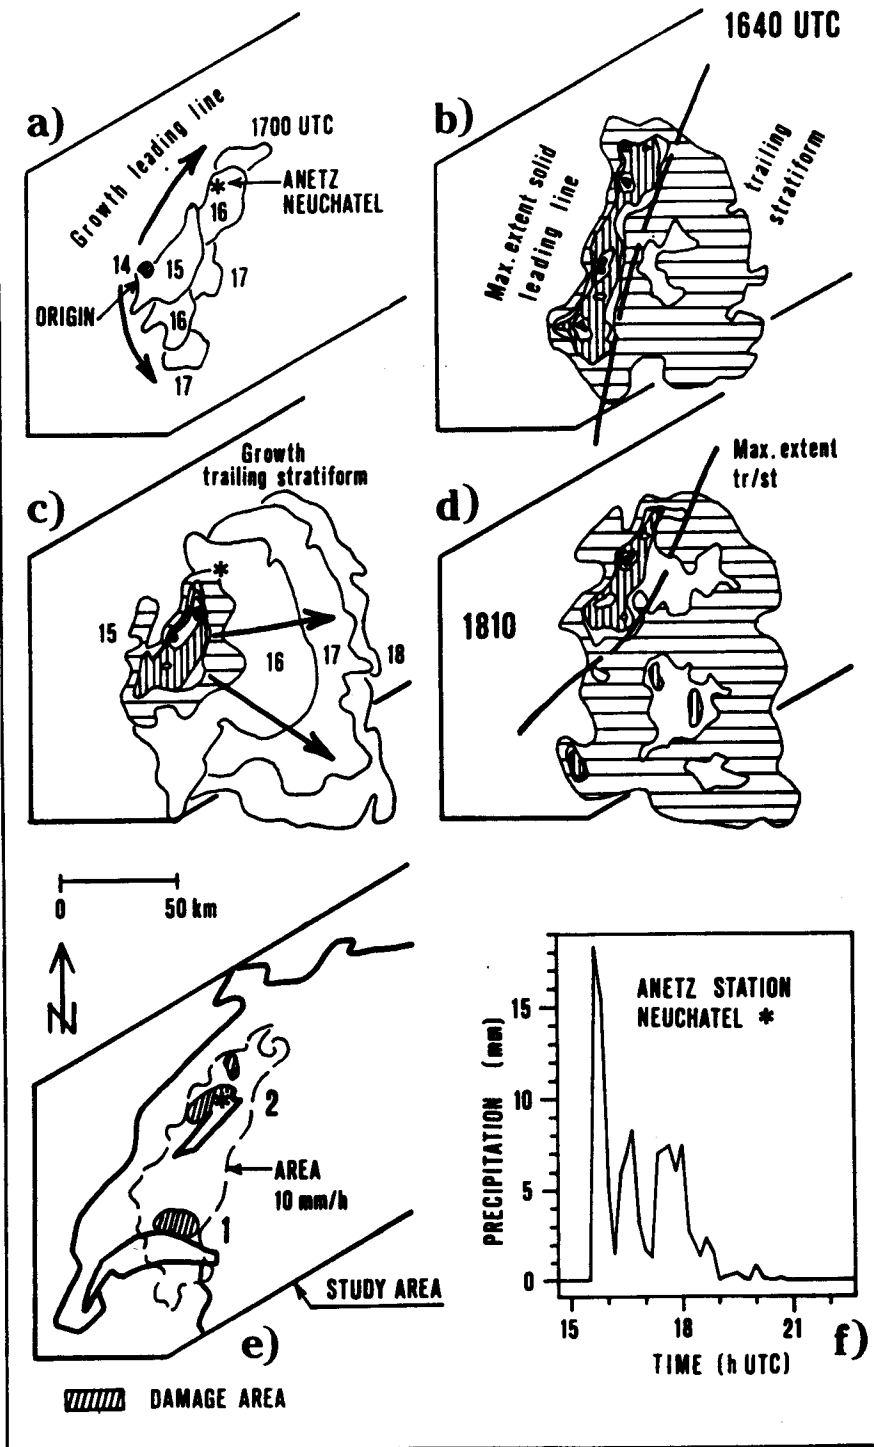 a)
Growth leading line
1700 UTC
ANETZ
NEUCHATEL
16
14
15
17
ORIGIN
16
17
1640 UTC
b)
Max. extent solid
leading line
trailing
stratiform
c)
Growth
trailing stratiform
15
16
17
18
d)
Max. extent
tr/st
1810
0
50 km
N
2
AREA
10 mm/h
1
STUDY AREA
e)
DAMAGE AREA
ANETZ STATION
NEUCHATEL *
PRECIPITATION (mm)
15
10
5
0
15
18
21
TIME (h UTC)
f)